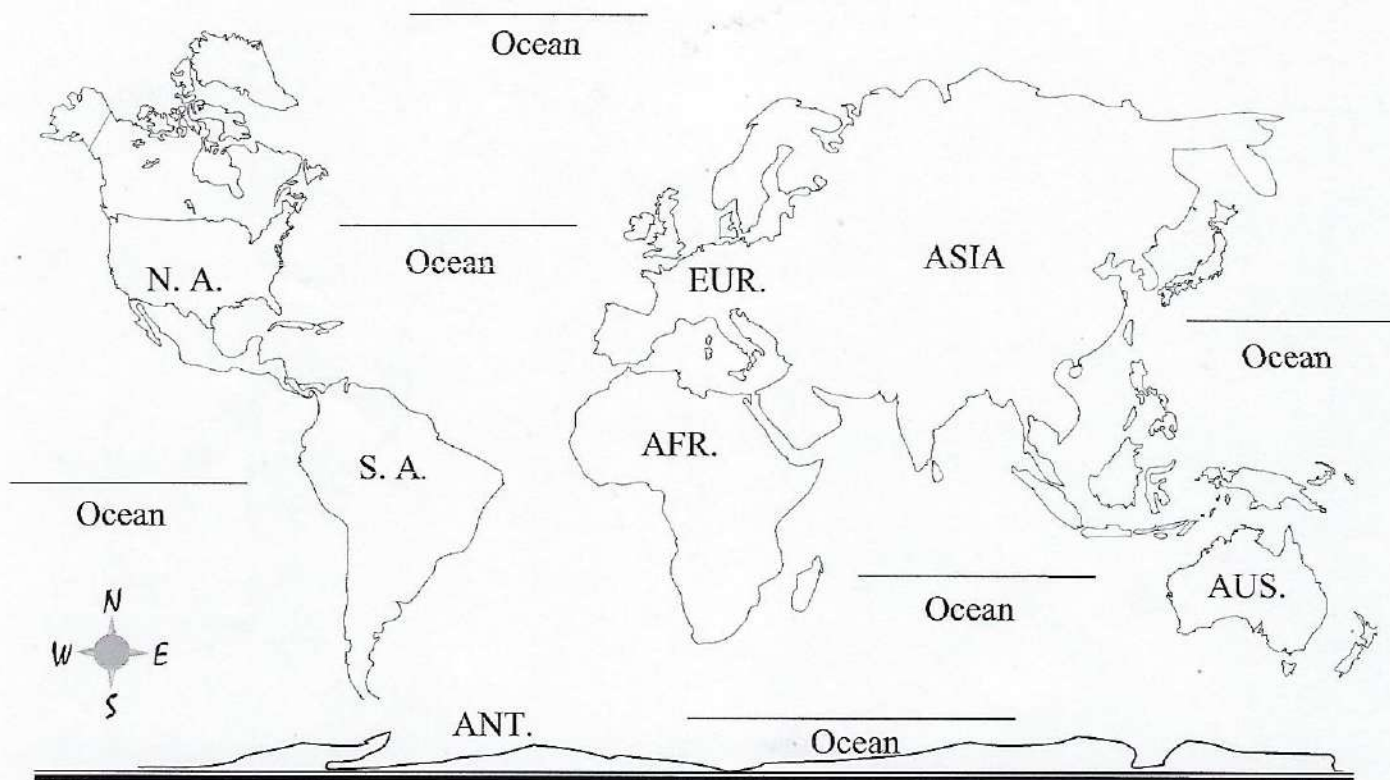 Ocean
Ocean
N. A.
EUR.
ASIA
Ocean
AFR.
S. A.
Ocean
AUS.
Ocean
N
W E
S
ANT.
Ocean